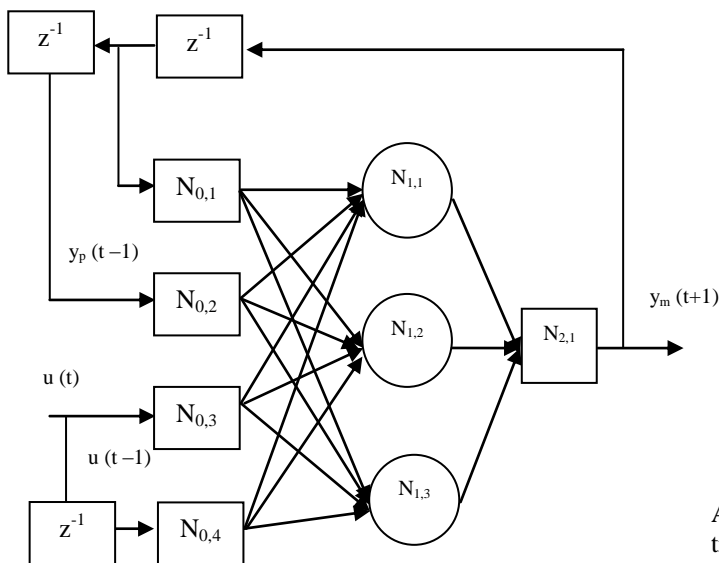 z-1
z-1
N0,1
N1,1
yp (t –1)
N0,2
N1,2
ym (t+1)
N2,1
u (t)
N0,3
u (t –1)
N1,3
z-1
N0,4